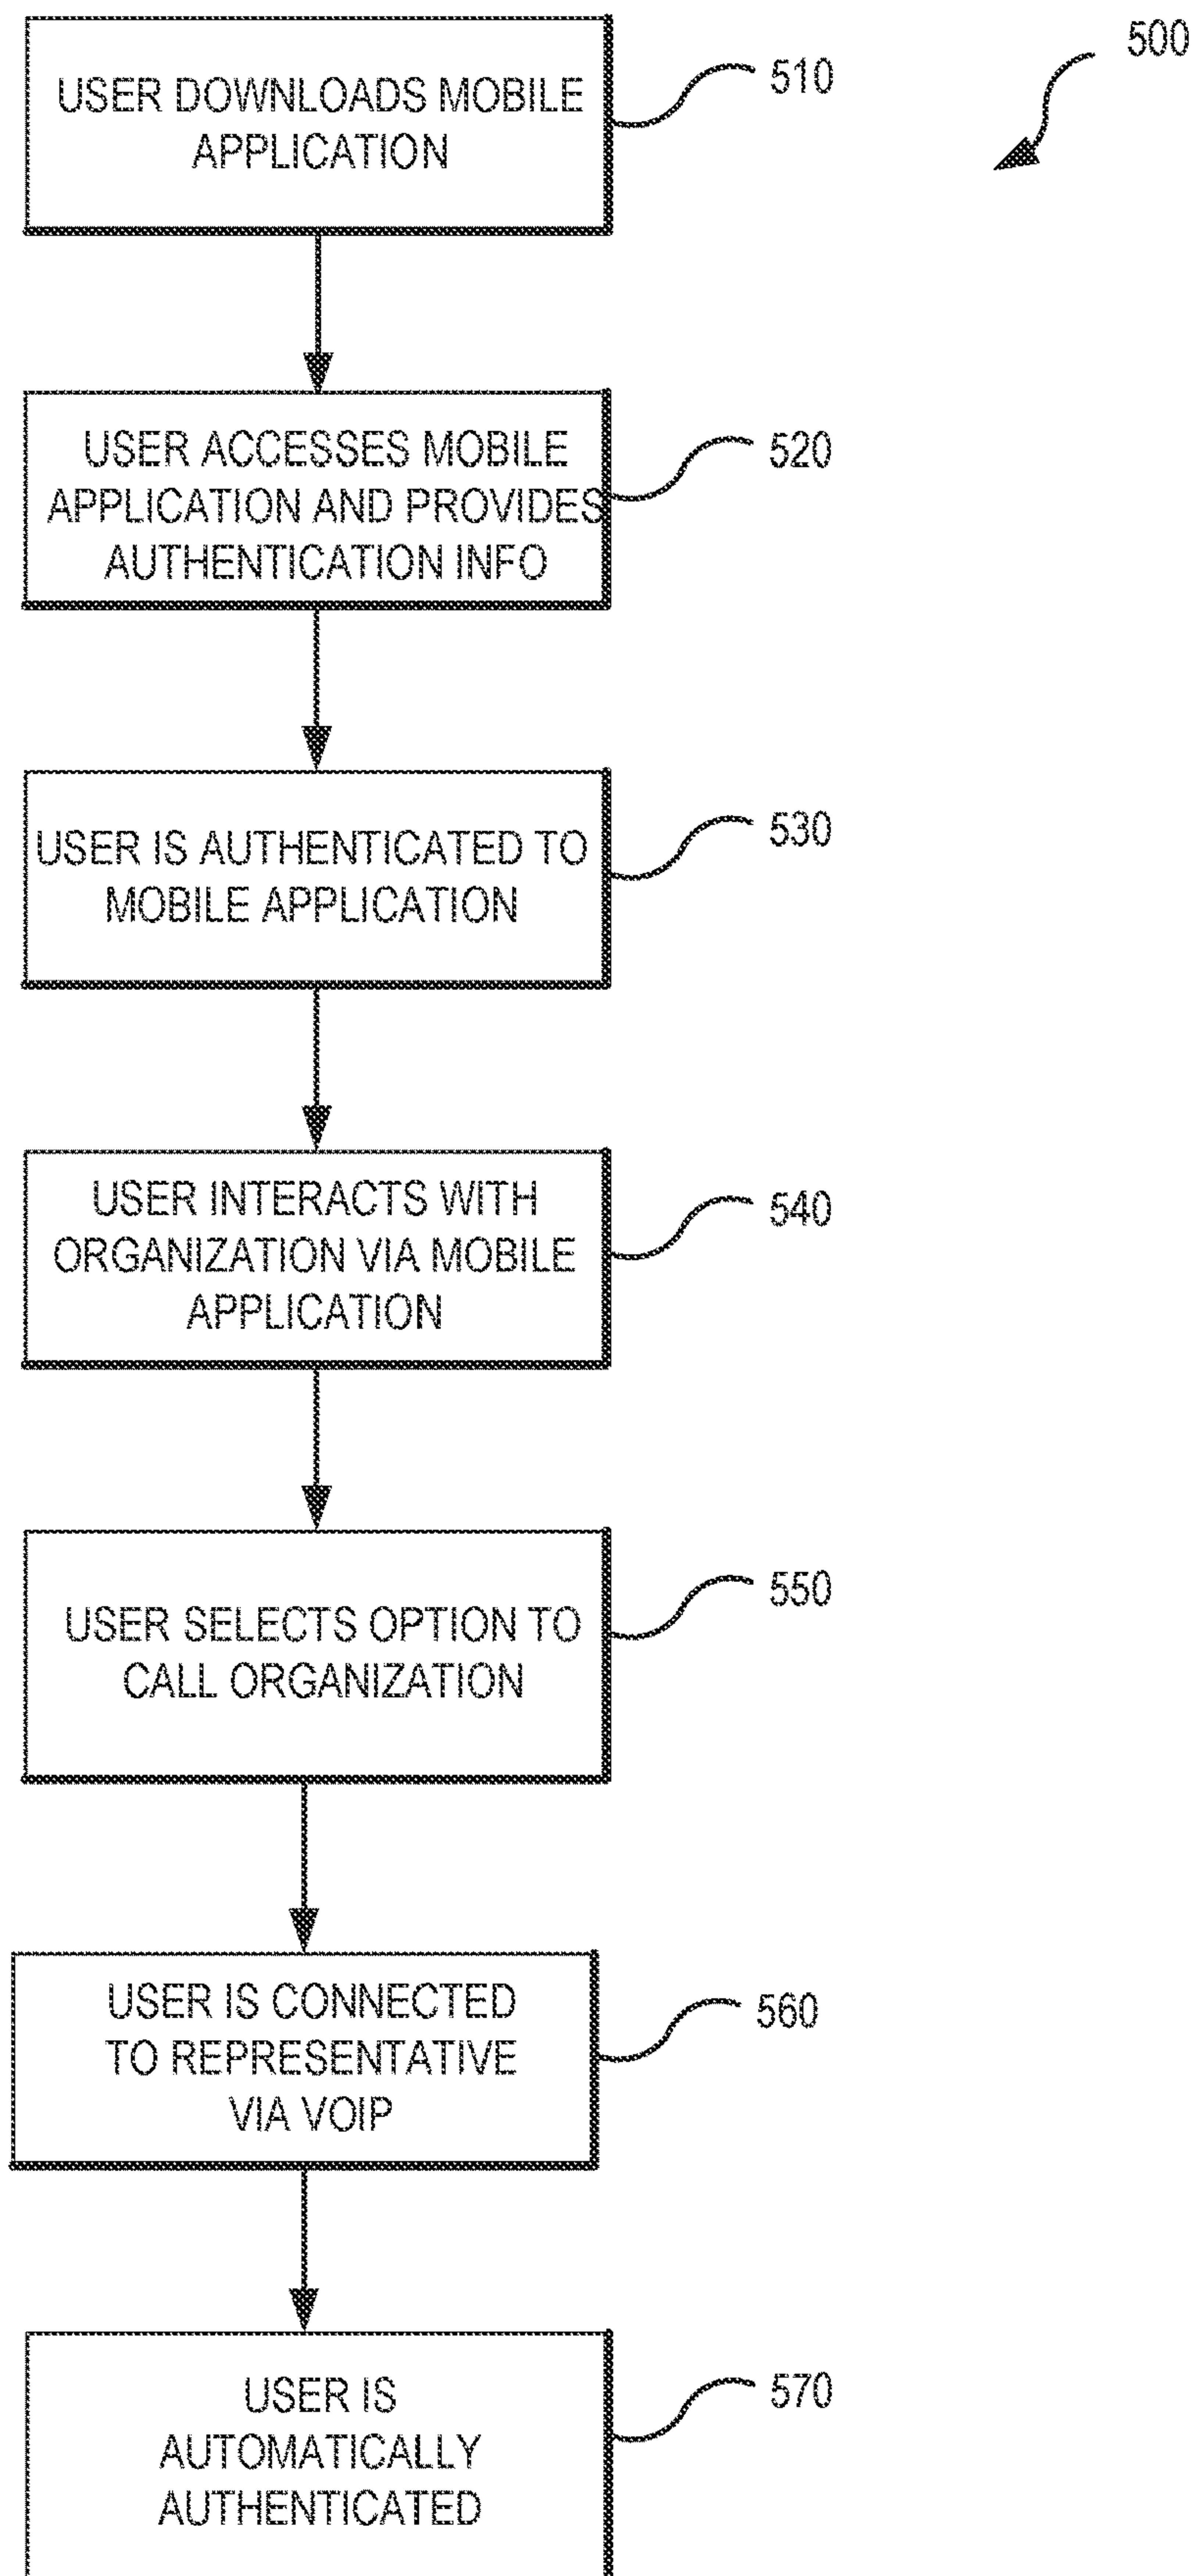 500
USER DOWNLOADS MOBILE
APPLICATION
510
USER ACCESSES MOBILE
APPLICATION AND PROVIDES
AUTHENTICATION INFO
520
USER IS AUTHENTICATED TO
MOBILE APPLICATION
530
USER INTERACTS WITH
ORGANIZATION VIA MOBILE
APPLICATION
540
USER SELECTS OPTION TO
CALL ORGANIZATION
550
USER IS CONNECTED
TO REPRESENTATIVE
VIA VOIP
560
USER IS
AUTOMATICALLY
AUTHENTICATED
570